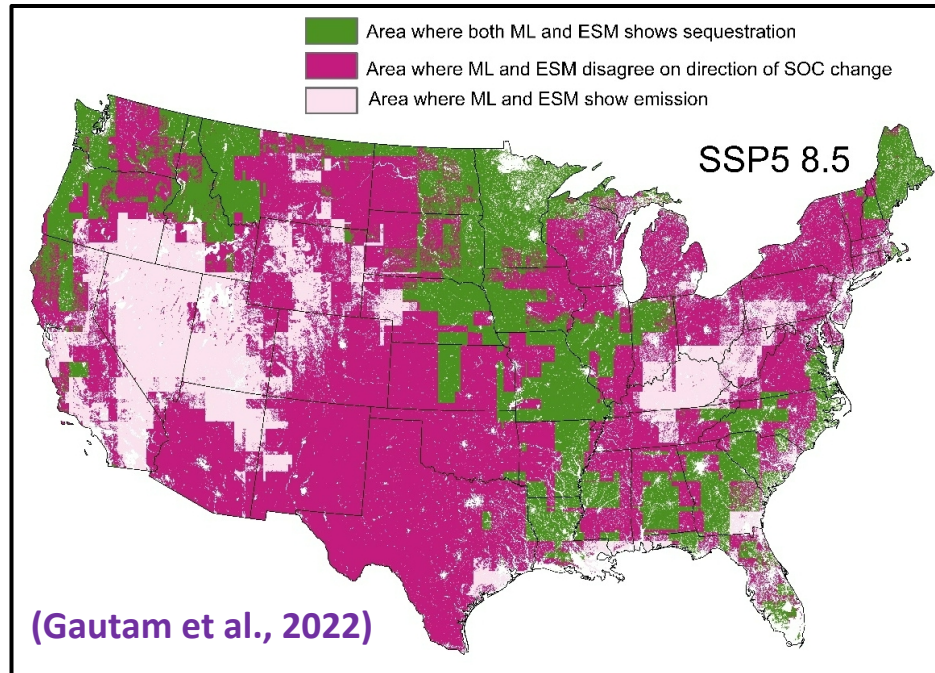 Area where both ML and ESM shows sequestration
Area where ML and ESM disagree on direction of SOC change
Area where ML and ESM show emission
SSP5 8.5
(Gautam et al., 2022)